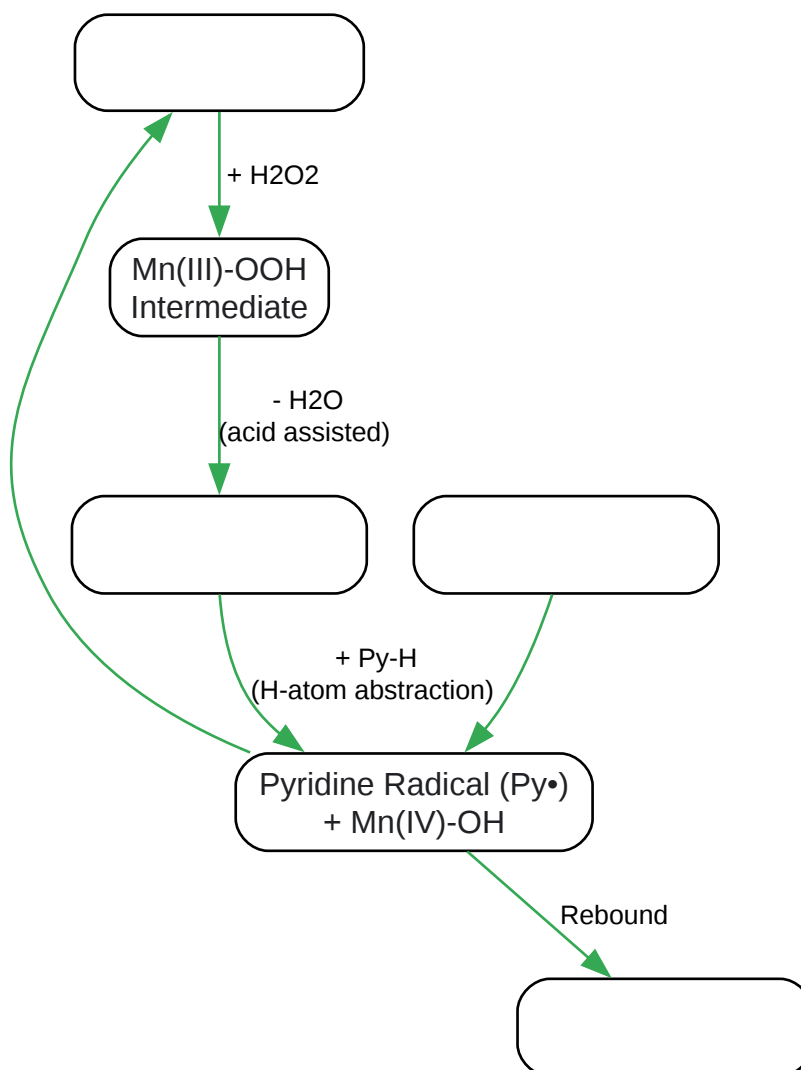 + H2O2
Mn(III)-OOH
Intermediate
- H2O
(acid assisted)
+ Py-H
(H-atom abstraction)
Pyridine Radical (Py•)
+ Mn(IV)-OH
Rebound